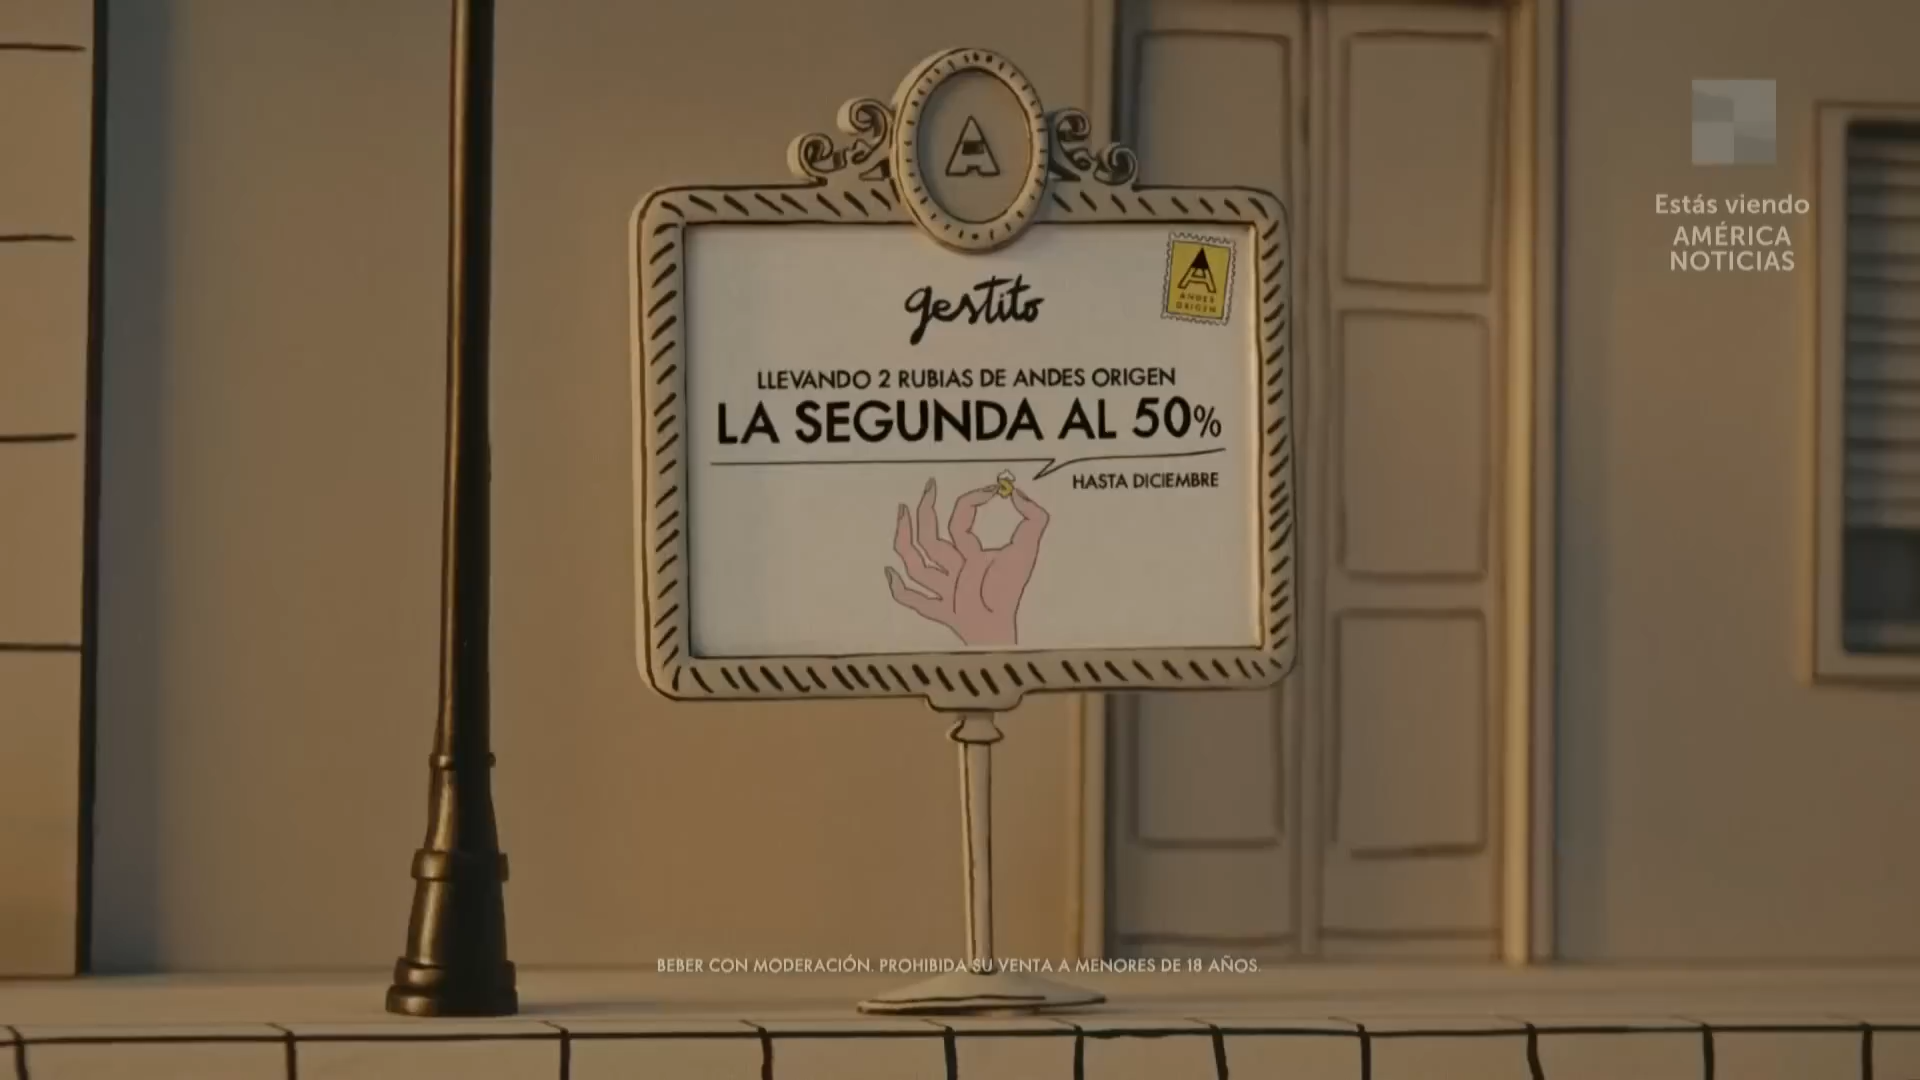 A
gestito
A
ANDES
ORIGEN
LLEVANDO 2 RUBIAS DE ANDES ORIGEN
LA SEGUNDA AL 50%
HASTA DICIEMBRE
Estás viendo
AMÉRICA
NOTICIAS
BEBER CON MODERACIÓN. PROHIBIDA SU VENTA A MENORES DE 18 AÑOS.